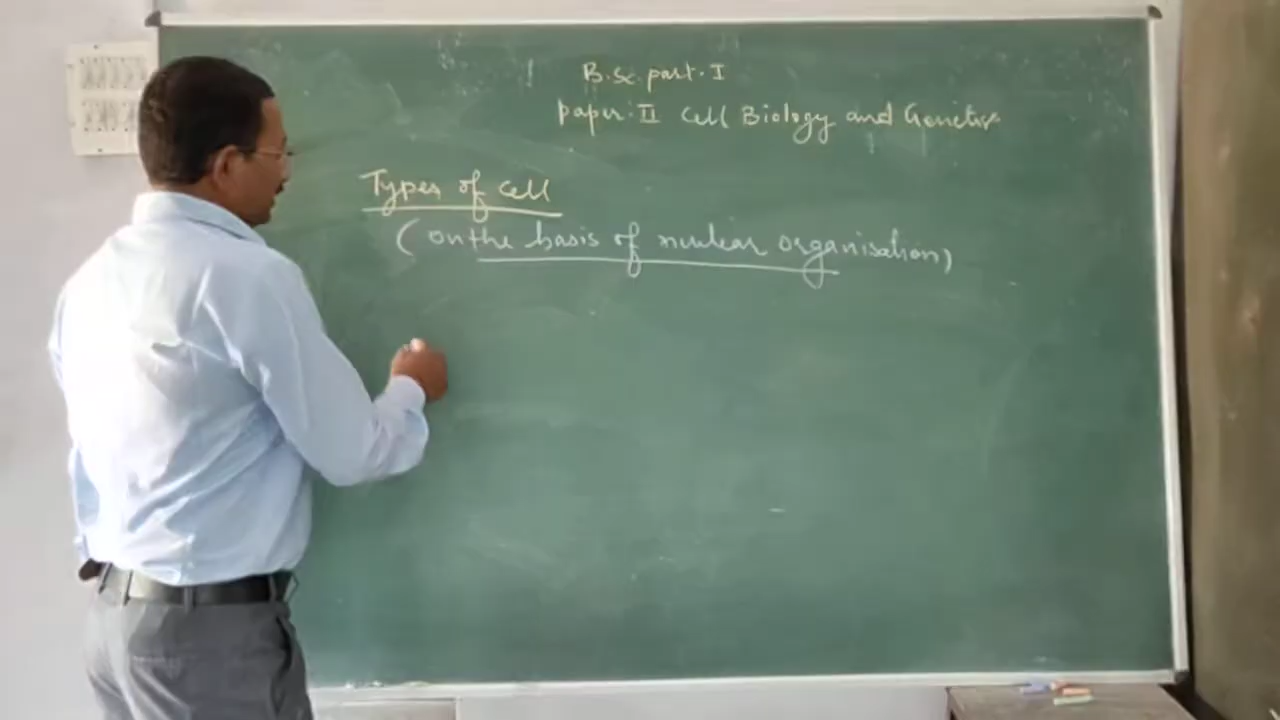 B.Sc. part. I
paper. II Cell Biology and Genetics
Types of cell
(on the basis of nuclear organisation)